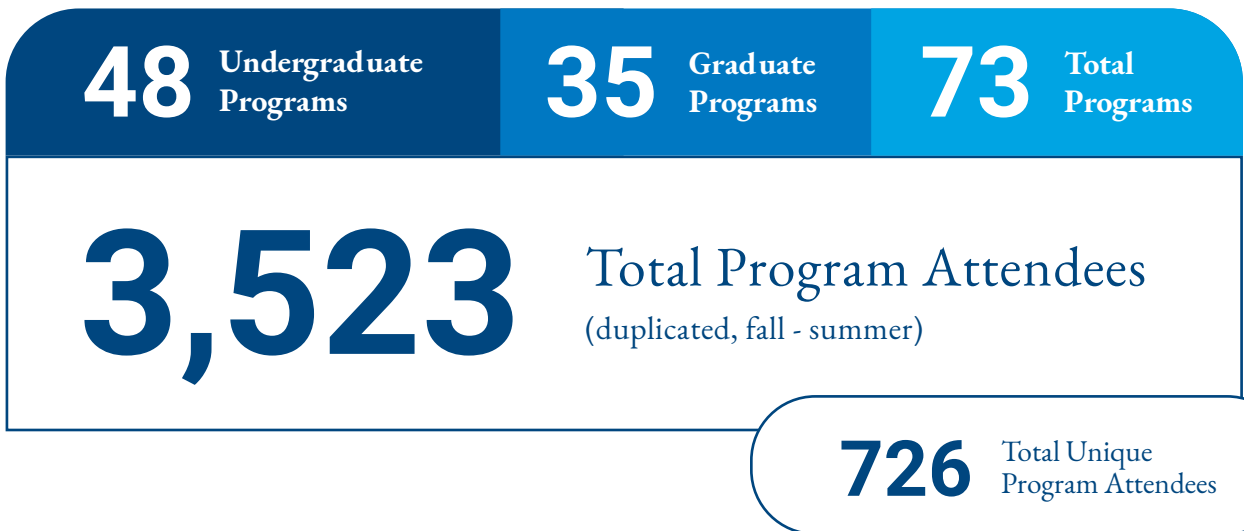 48 Undergraduate
Programs
35 Graduate
Programs
73 Total
Programs
3,523 Total Program Attendees
(duplicated, fall - summer)
726 Total Unique
Program Attendees